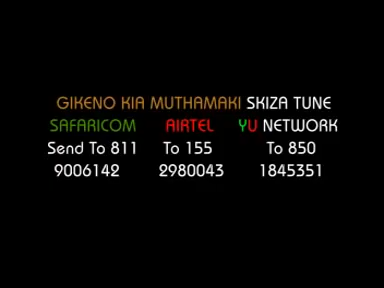 GIKENO KIA MUTHAMAKI SKIZA TUNE
SAFARICOM AIRTEL YU NETWORK
Send To 811 To 155 To 850
9006142 2980043 1845351